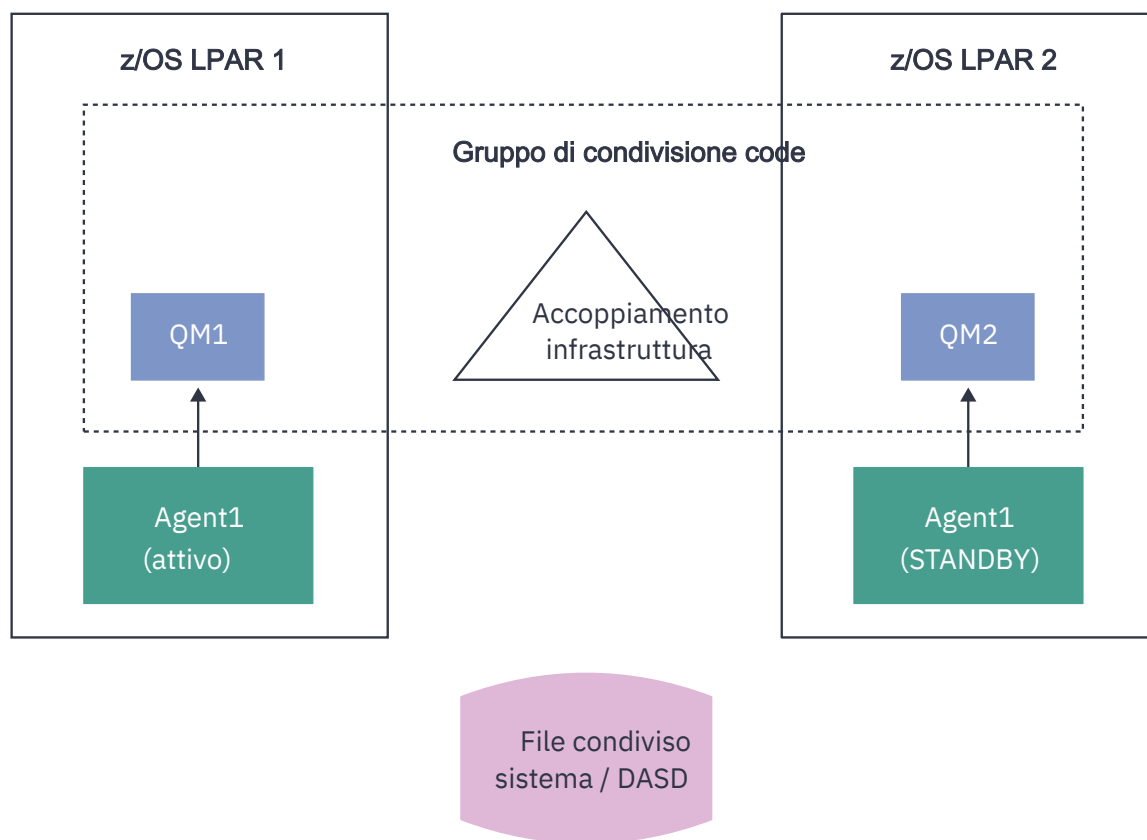 z/OS LPAR 1
z/OS LPAR 2
Gruppo di condivisione code
Accoppiamento
infrastruttura
QM1
QM2
Agent1
(attivo)
Agent1
(STANDBY)
File condiviso
sistema / DASD